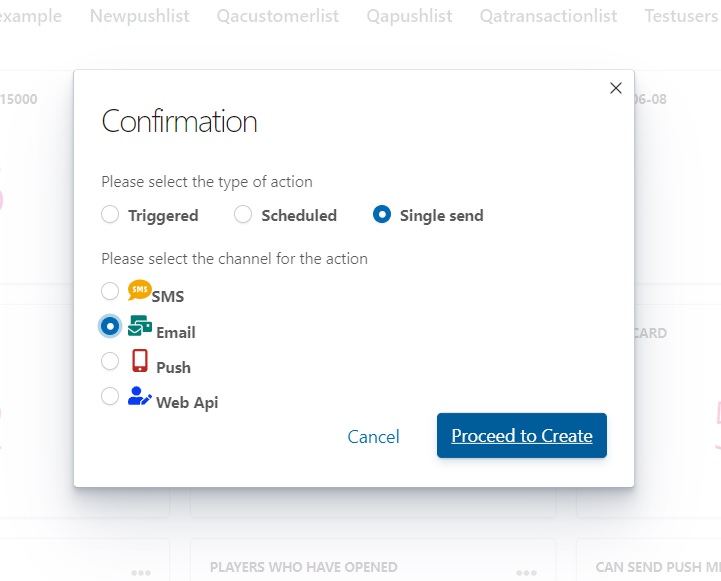 example Newpushlist Qacustomerlist Qapushlist Qatransactionlist Testusers
15000
06-08
Confirmation
Please select the type of action
Triggered Scheduled Single send
Please select the channel for the action
SMS SMS
Email
CARD
Push
Web Api
Cancel Proceed to Create
PLAYERS WHO HAVE OPENED
CAN SEND PUSH